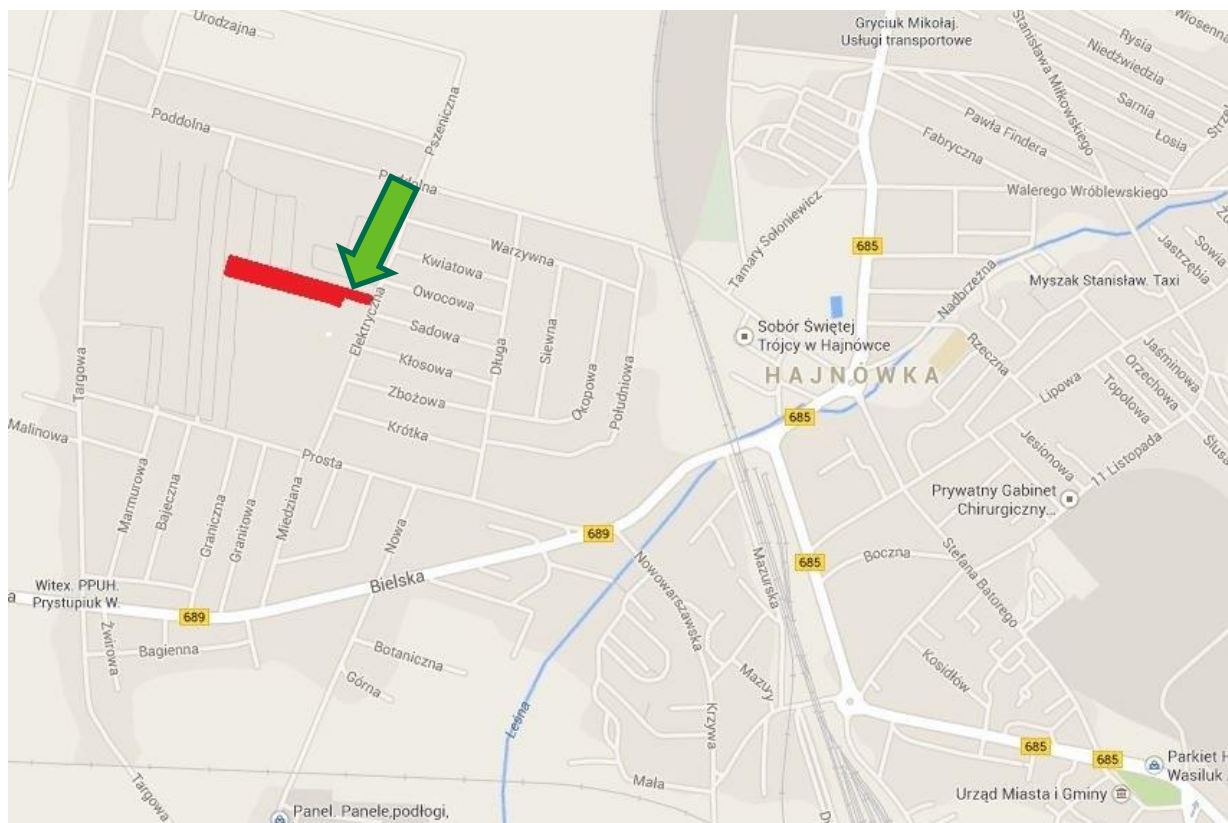 Urodzajna
Gryciuk Mikołaj.
Usługi transportowe
Stanisława Miłkowskiego
Wiosenna
Rysia
Niedźwiedzia
Sarnia
Łosia
Poddolna
Pszeniczna
Pawła Findera
Fabryczna
Poddolna
Walerego Wróblewskiego
Tamary Sołoniewicz
685
Warzywna
Kwiatowa
Owocowa
Sadowa
Elektryczna
Kłosowa
Zbożowa
Krótka
Długa
Siewna
Okopowa
Południowa
Nadbrzeżna
Jastrzębia
Sowia
Myszak Stanisław. Taxi
Sobór Świętej
Trójcy w Hajnówce
HAJNÓWKA
Rzeczna
Lipowa
Jaśminowa
Orzechowa
Topolowa
Jesionowa
11 Listopada
685
Targowa
Malinowa
Prosta
Marmurowa
Bajeczna
Graniczna
Granitowa
Miedziana
Nowa
Prywatny Gabinet
Chirurgiczny...
689
Bielska
Mazurska
685
Boczna
Stefana Batorego
Nowowarszawska
Witex. PPUH.
Prystupiuk W.
689
Żwirowa
Bagienna
Botaniczna
Górna
Kosidłów
Mazury
Krzywa
Leśna
685
685
Parkiet H
Wasiluk
Mała
Urząd Miasta i Gminy
Targowa
Panel. Panele,podłogi,